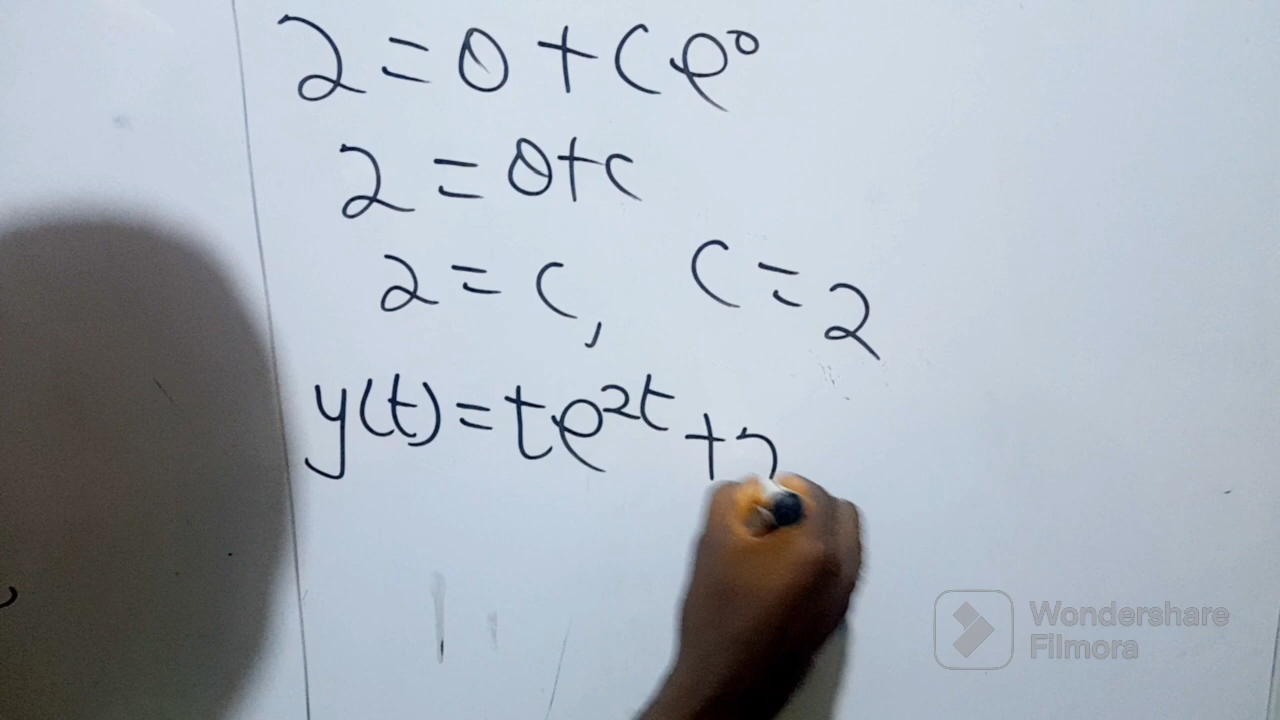 2 = 0 + Ce⁰
2 = 0 + c
2 = c, C = 2
y(t) = te²ᵗ + 2
Wondershare
Filmora